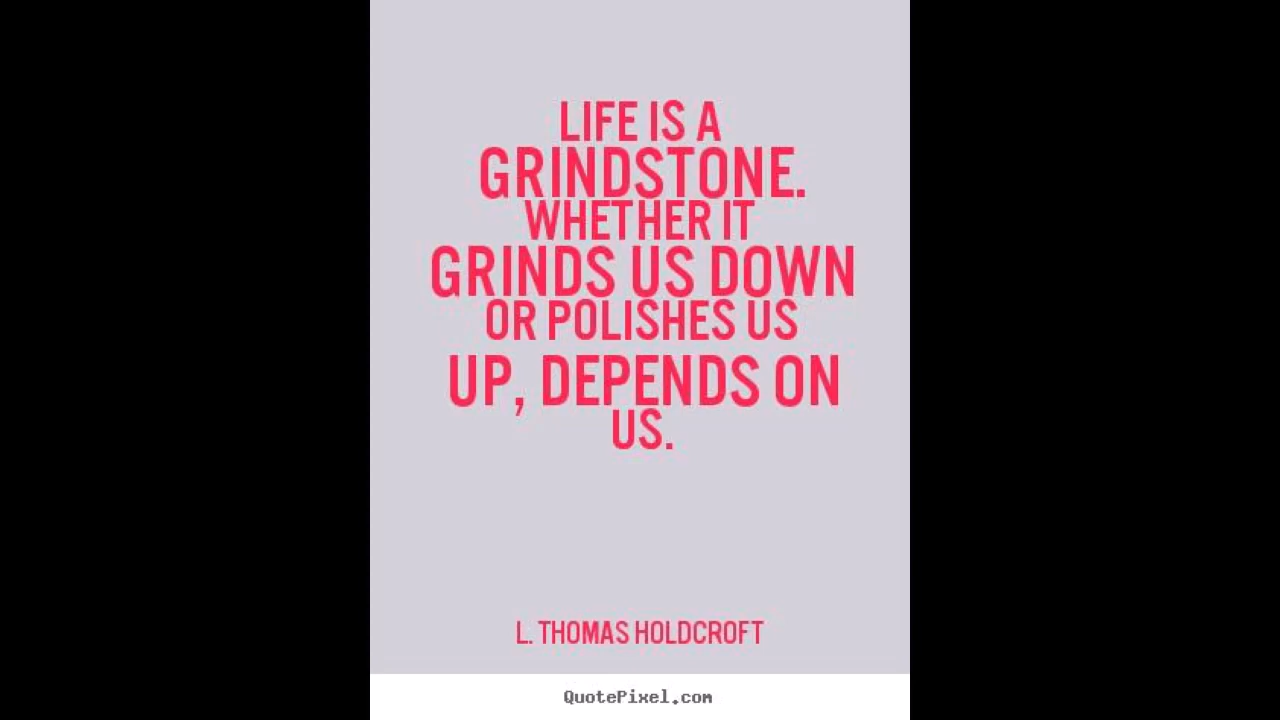 LIFE IS A
GRINDSTONE.
WHETHER IT
GRINDS US DOWN
OR POLISHES US
UP, DEPENDS ON
US.
L. THOMAS HOLDCROFT
QuotePixel.com